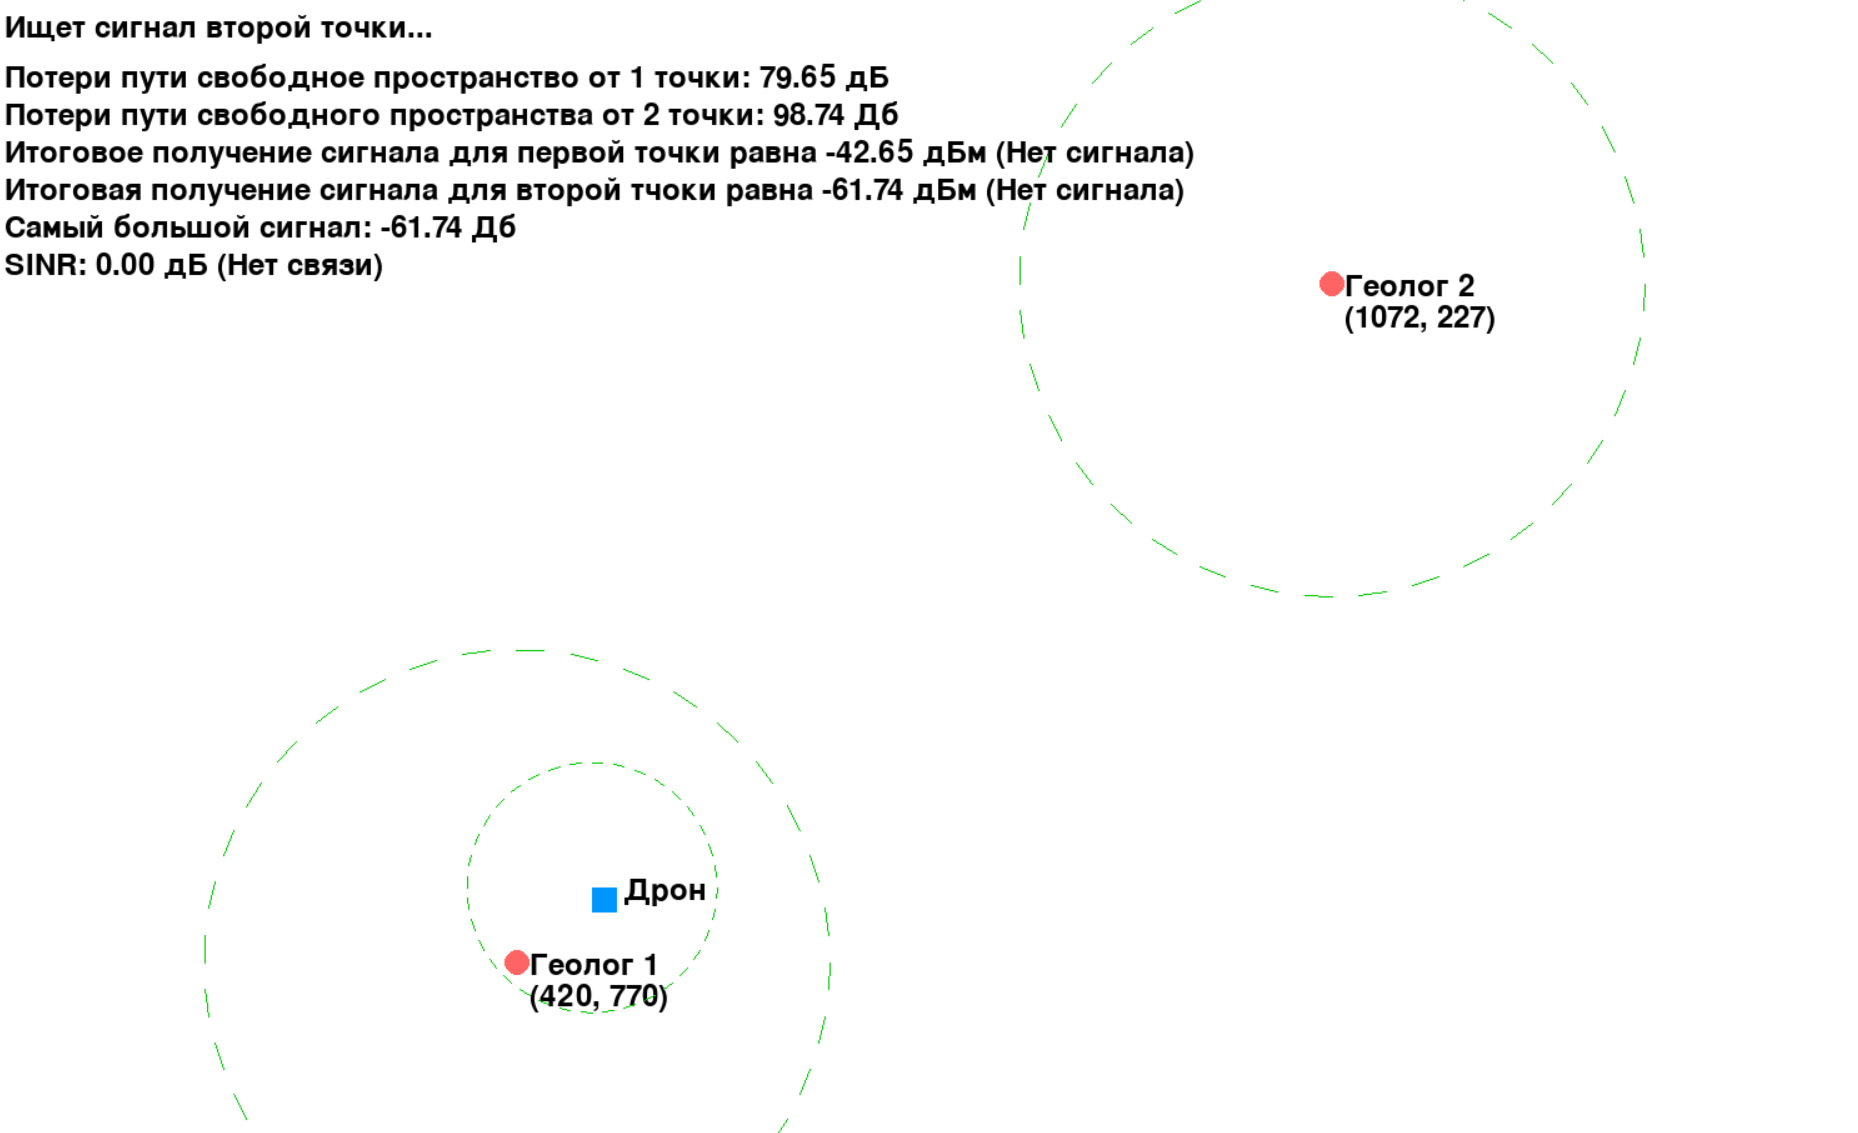 Ищет сигнал второй точки...
Потери пути свободное пространство от 1 точки: 79.65 дБ
Потери пути свободного пространства от 2 точки: 98.74 Дб
Итоговое получение сигнала для первой точки равна -42.65 дБм (Нет сигнала)
Итоговая получение сигнала для второй тчоки равна -61.74 дБм (Нет сигнала)
Самый большой сигнал: -61.74 Дб
SINR: 0.00 дБ (Нет связи)
Геолог 2
(1072, 227)
Дрон
Геолог 1
(420, 770)